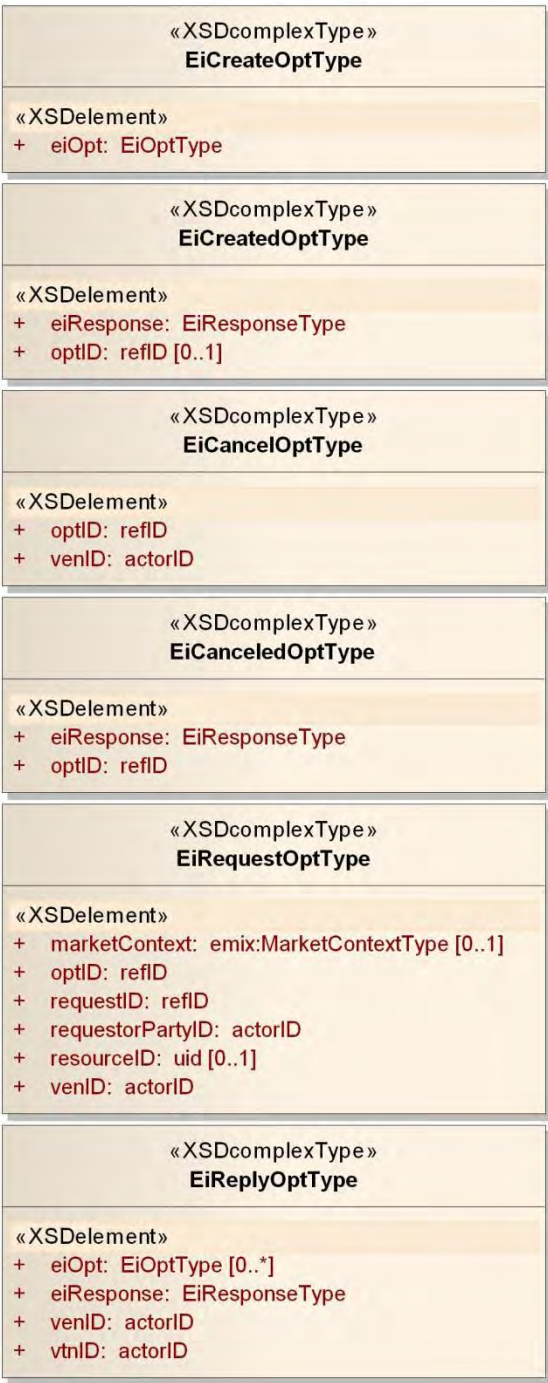 «XSDcomplexType»
EiCreateOptType
«XSDelement»
+ eiOpt: EiOptType
«XSDcomplexType»
EiCreatedOptType
«XSDelement»
+ eiResponse: EiResponseType
+ optID: refID [0..1]
«XSDcomplexType»
EiCancelOptType
«XSDelement»
+ optID: refID
+ venID: actorID
«XSDcomplexType»
EiCanceledOptType
«XSDelement»
+ eiResponse: EiResponseType
+ optID: refID
«XSDcomplexType»
EiRequestOptType
«XSDelement»
+ marketContext: emix:MarketContextType [0..1]
+ optID: refID
+ requestID: refID
+ requestorPartyID: actorID
+ resourceID: uid [0..1]
+ venID: actorID
«XSDcomplexType»
EiReplyOptType
«XSDelement»
+ eiOpt: EiOptType [0..*]
+ eiResponse: EiResponseType
+ venID: actorID
+ vtnID: actorID